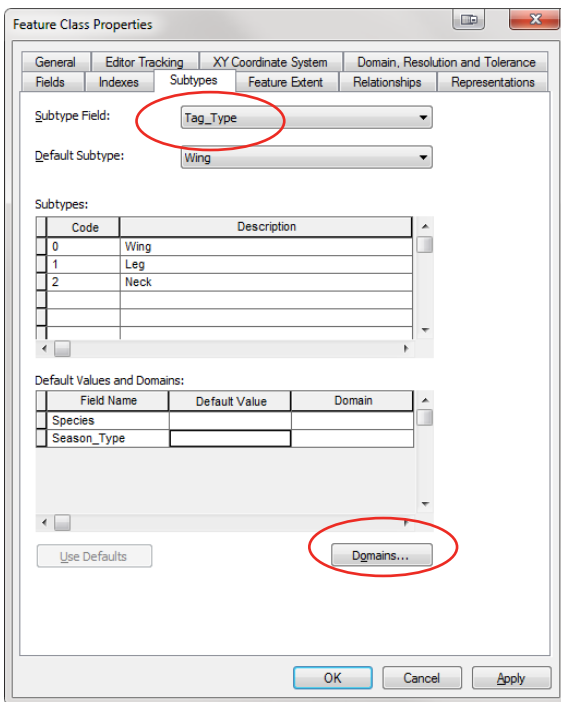 Feature Class Properties
General Editor Tracking XY Coordinate System Domain, Resolution and Tolerance
Fields Indexes Subtypes Feature Extent Relationships Representations
Subtype Field: Tag_Type
Default Subtype: Wing
Subtypes:
Code Description
0 Wing
1 Leg
2 Neck
Default Values and Domains:
Field Name Default Value Domain
Species
Season_Type
Use Defaults Domains...
OK Cancel Apply